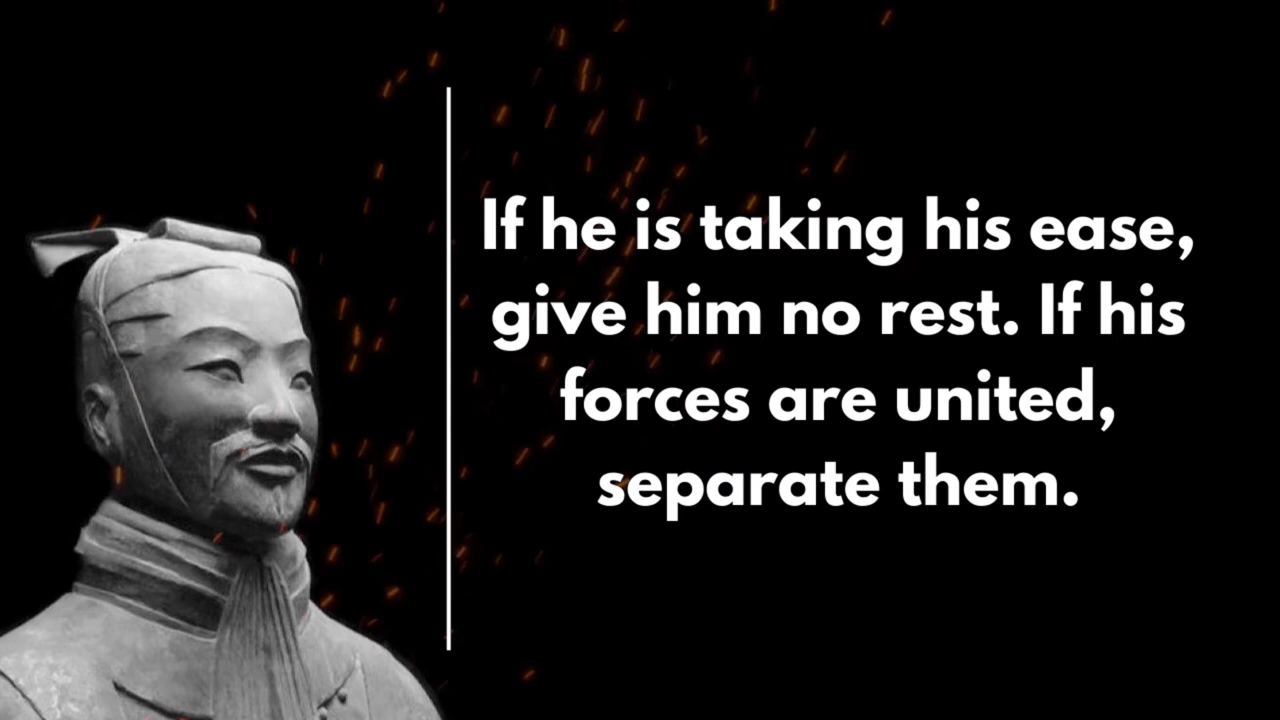 If he is taking his ease,
give him no rest. If his
forces are united,
separate them.